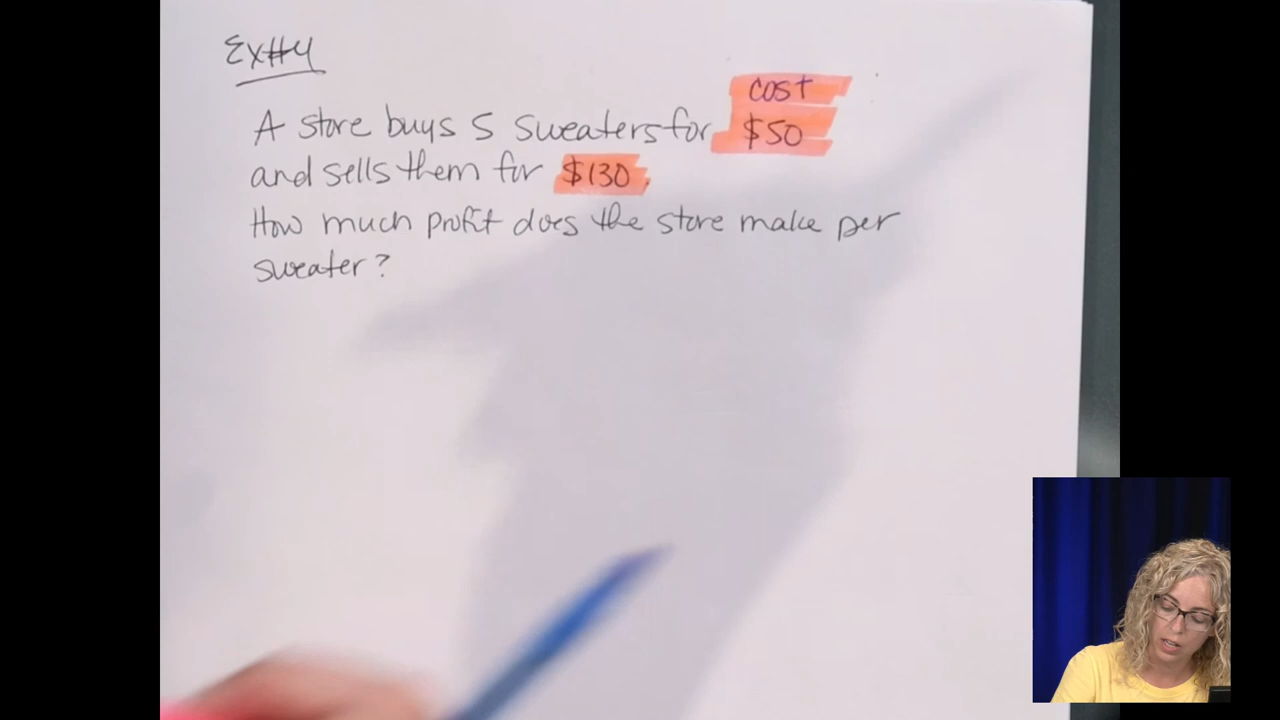 Ex#4
cost
A store buys 5 sweaters for $50
and sells them for $130.
How much profit does the store make per
sweater?